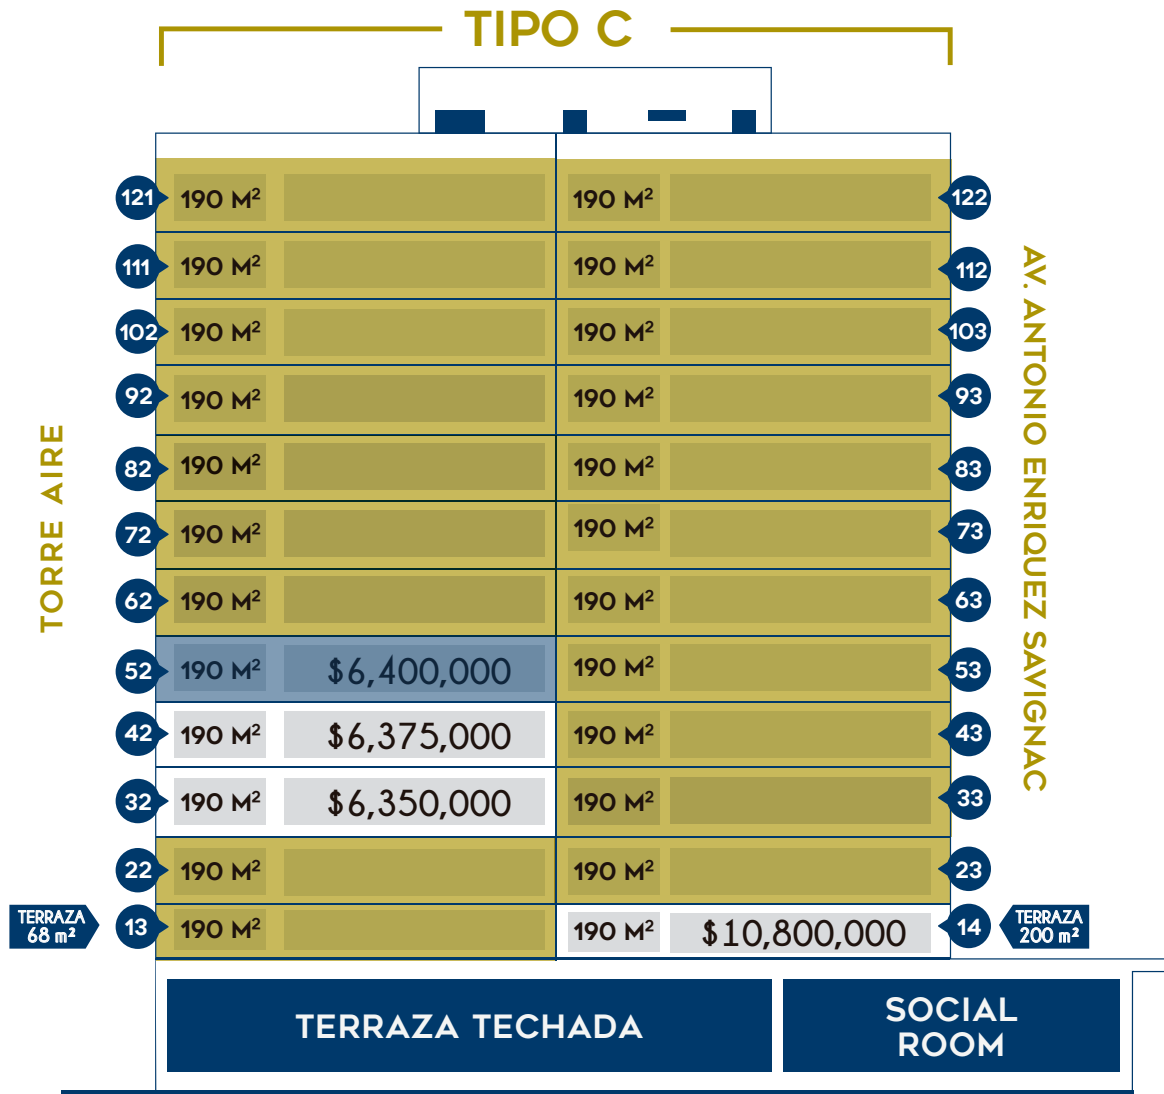 TIPO C
121 190 M² 190 M² 122
111 190 M² 190 M² 112
102 190 M² 190 M² 103
92 190 M² 190 M² 93
82 190 M² 190 M² 83
72 190 M² 190 M² 73
62 190 M² 190 M² 63
52 190 M² $6,400,000 190 M² 53
42 190 M² $6,375,000 190 M² 43
32 190 M² $6,350,000 190 M² 33
22 190 M² 190 M² 23
TERRAZA
68 m²
13 190 M² 190 M² $10,800,000 14
TERRAZA
200 m²
TORRE AIRE
AV. ANTONIO ENRIQUEZ SAVIGNAC
TERRAZA TECHADA
SOCIAL
ROOM